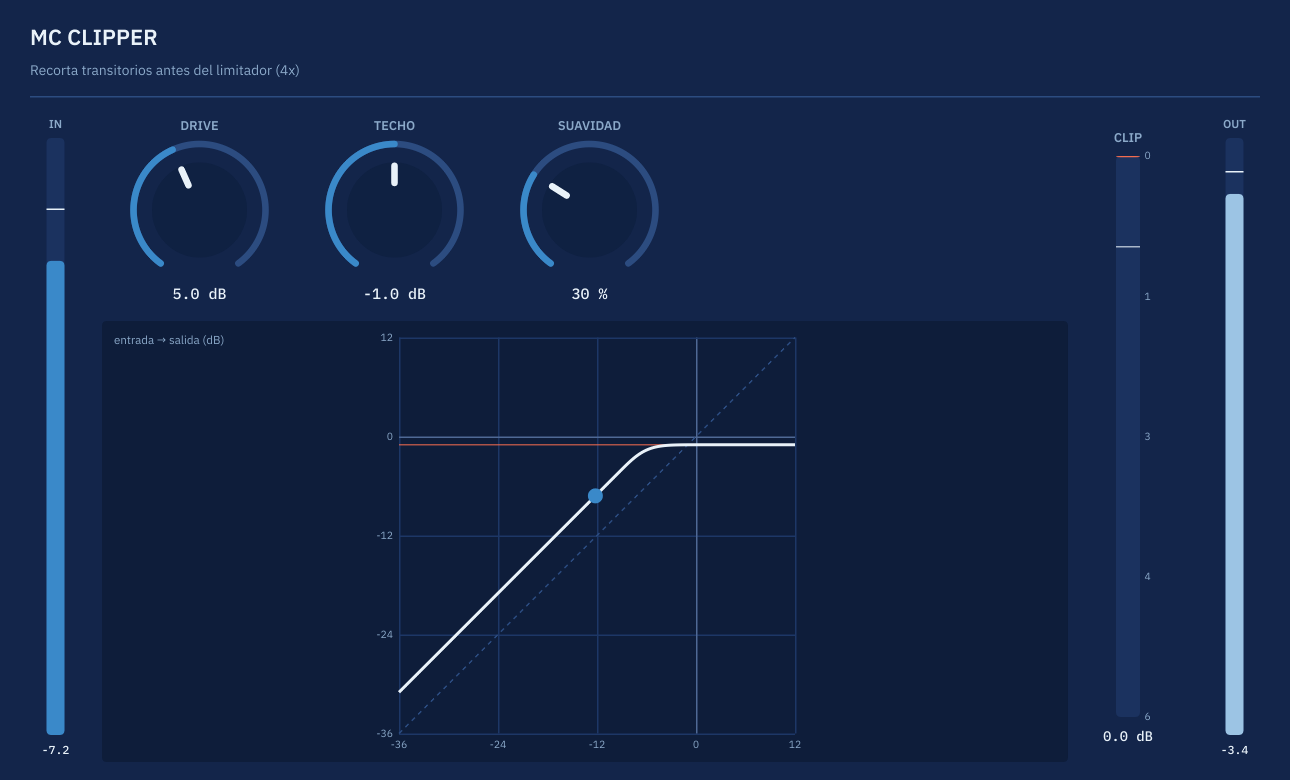 MC CLIPPER
Recorta transitorios antes del limitador (4x)
IN
DRIVE
TECHO
SUAVIDAD
CLIP
OUT
5.0 dB
-1.0 dB
30 %
entrada → salida (dB)
12
0
-12
-24
-36
-36
-24
-12
0
12
0
1
3
4
6
0.0 dB
-7.2
-3.4